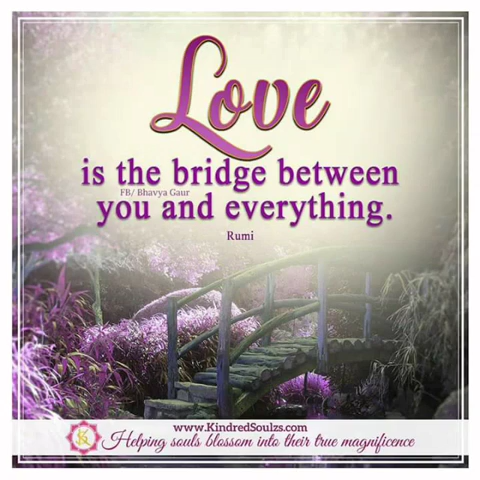 Love
is the bridge between
FB/ Bhavya Gaur
you and everything.
Rumi
www.KindredSoulzs.com
Helping souls blossom into their true magnificence